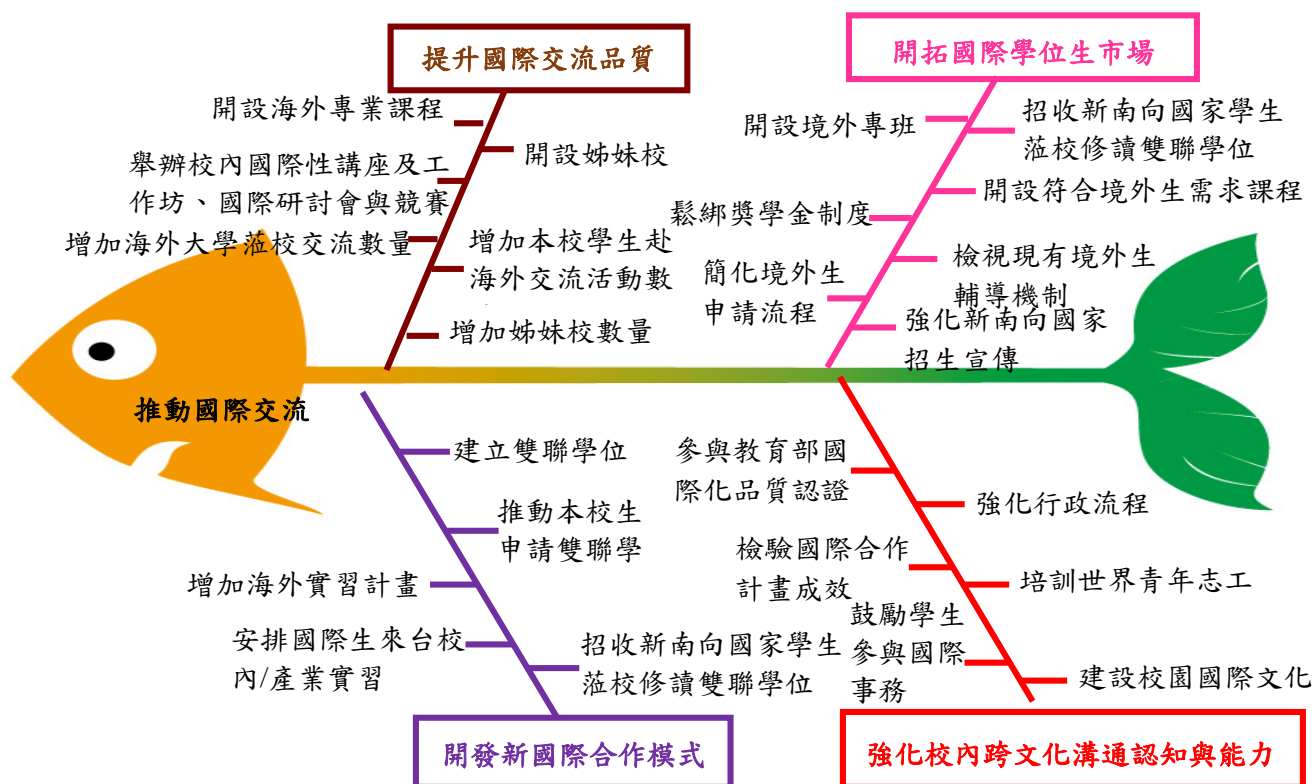 提升國際交流品質
開設海外專業課程
開設姊妹校
舉辦校內國際性講座及工
作坊、國際研討會與競賽
增加海外大學蒞校交流數量
增加本校學生赴
海外交流活動數
增加姊妹校數量
開拓國際學位生市場
開設境外專班
招收新南向國家學生
蒞校修讀雙聯學位
開設符合境外生需求課程
鬆綁獎學金制度
檢視現有境外生
輔導機制
簡化境外生
申請流程
強化新南向國家
招生宣傳
推動國際交流
建立雙聯學位
推動本校生
申請雙聯學
增加海外實習計畫
安排國際生來台校
內/產業實習
招收新南向國家學生
蒞校修讀雙聯學位
開發新國際合作模式
參與教育部國
際化品質認證
強化行政流程
檢驗國際合作
計畫成效
培訓世界青年志工
鼓勵學生
參與國際
事務
建設校園國際文化
強化校內跨文化溝通認知與能力